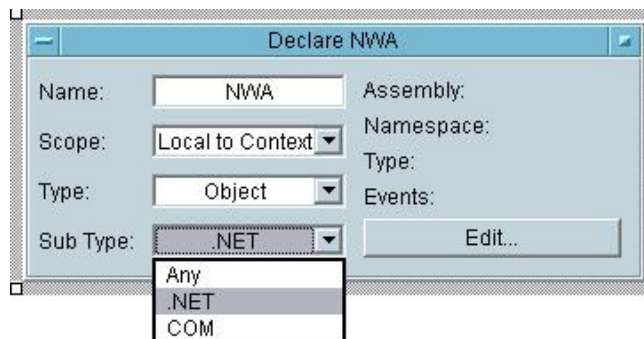 Declare NWA
Name: NWA
Scope: Local to Context
Type: Object
Sub Type: .NET
Any
.NET
COM
Assembly:
Namespace:
Type:
Events:
Edit...